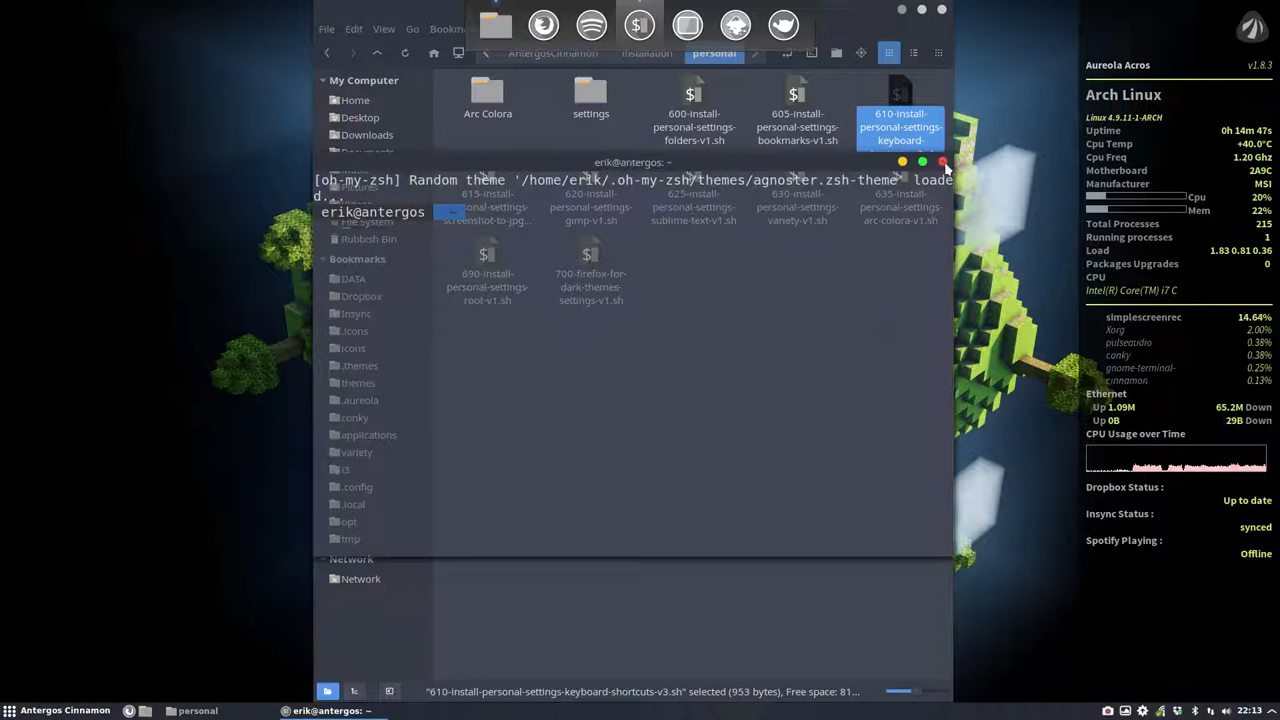 File Edit View Go Bookm
AntergosCinnamon installation personal
My Computer
Home
Desktop
Downloads
Music
Pictures
File System
Rubbish Bin
Bookmarks
DATA
Dropbox
Insync
.icons
icons
.themes
themes
.aureola
conky
applications
variety
i3
.config
.local
opt
tmp
Network
Network
Arc Colora
settings
600-install-
personal-settings-
folders-v1.sh
605-install-
personal-settings-
bookmarks-v1.sh
610-install-
personal-settings-
keyboard-
erik@antergos: ~
[oh-my-zsh] Random theme '/home/erik/.oh-my-zsh/themes/agnoster.zsh-theme' loade
d.
erik@antergos ~
615-install-
personal-settings-
screenshot-to-jpg...
620-install-
personal-settings-
gimp-v1.sh
625-install-
personal-settings-
sublime-text-v1.sh
630-install-
personal-settings-
variety-v1.sh
635-install-
personal-settings-
arc-colora-v1.sh
690-install-
personal-settings-
root-v1.sh
700-firefox-for-
dark-themes-
settings-v1.sh
"610-install-personal-settings-keyboard-shortcuts-v3.sh" selected (953 bytes), Free space: 81...
Aureola Acros v1.8.3
Arch Linux
Linux 4.9.11-1-ARCH
Uptime 0h 14m 47s
Cpu Temp +40.0°C
Cpu Freq 1.20 Ghz
Motherboard 2A9C
Manufacturer MSI
Cpu 20%
Mem 22%
Total Processes 215
Running processes 1
Load 1.83 0.81 0.36
Packages Upgrades 0
CPU
Intel(R) Core(TM) i7 C
simplescreenrec 14.64%
Xorg 2.00%
pulseaudio 0.38%
conky 0.38%
gnome-terminal- 0.25%
cinnamon 0.13%
Ethernet
Up 1.09M 65.2M Down
Up 0B 29B Down
CPU Usage over Time
Dropbox Status :
Up to date
Insync Status :
synced
Spotify Playing :
Offline
Antergos Cinnamon personal erik@antergos: ~ 22:13